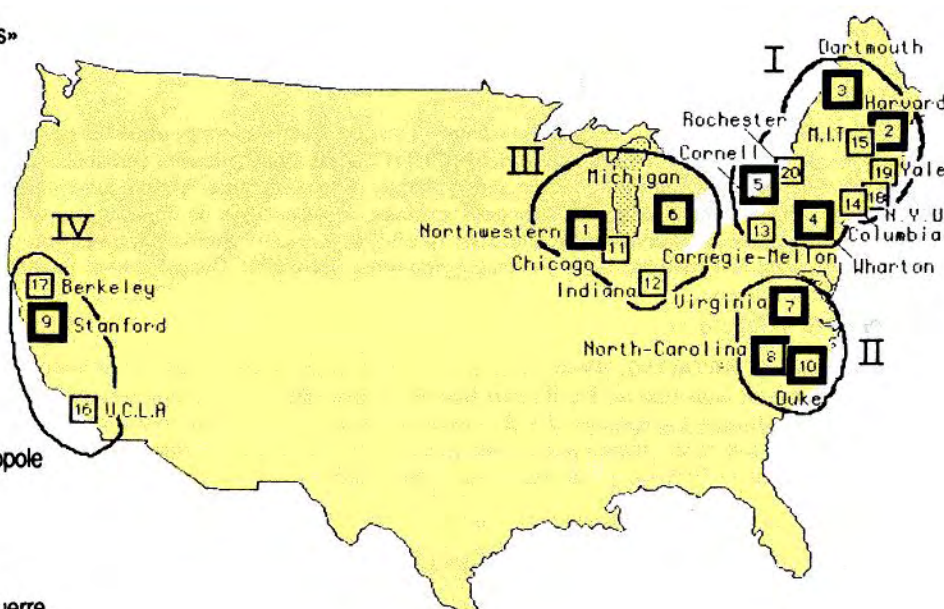 s»
I
Dartmouth
3
Harvard
Rochester
M.I.T
15
2
Cornell
III
Michigan
5
20
19
Yale
18
14
N.Y.U
IV
Northwestern
1
6
4
Columbia
11
13
Carnegie-Mellon
Chicago
Wharton
17
Berkeley
Indiana
12
Virginia
7
9
Stanford
North-Carolina
8
10
II
Duke
16
U.C.L.A
opole
uerre